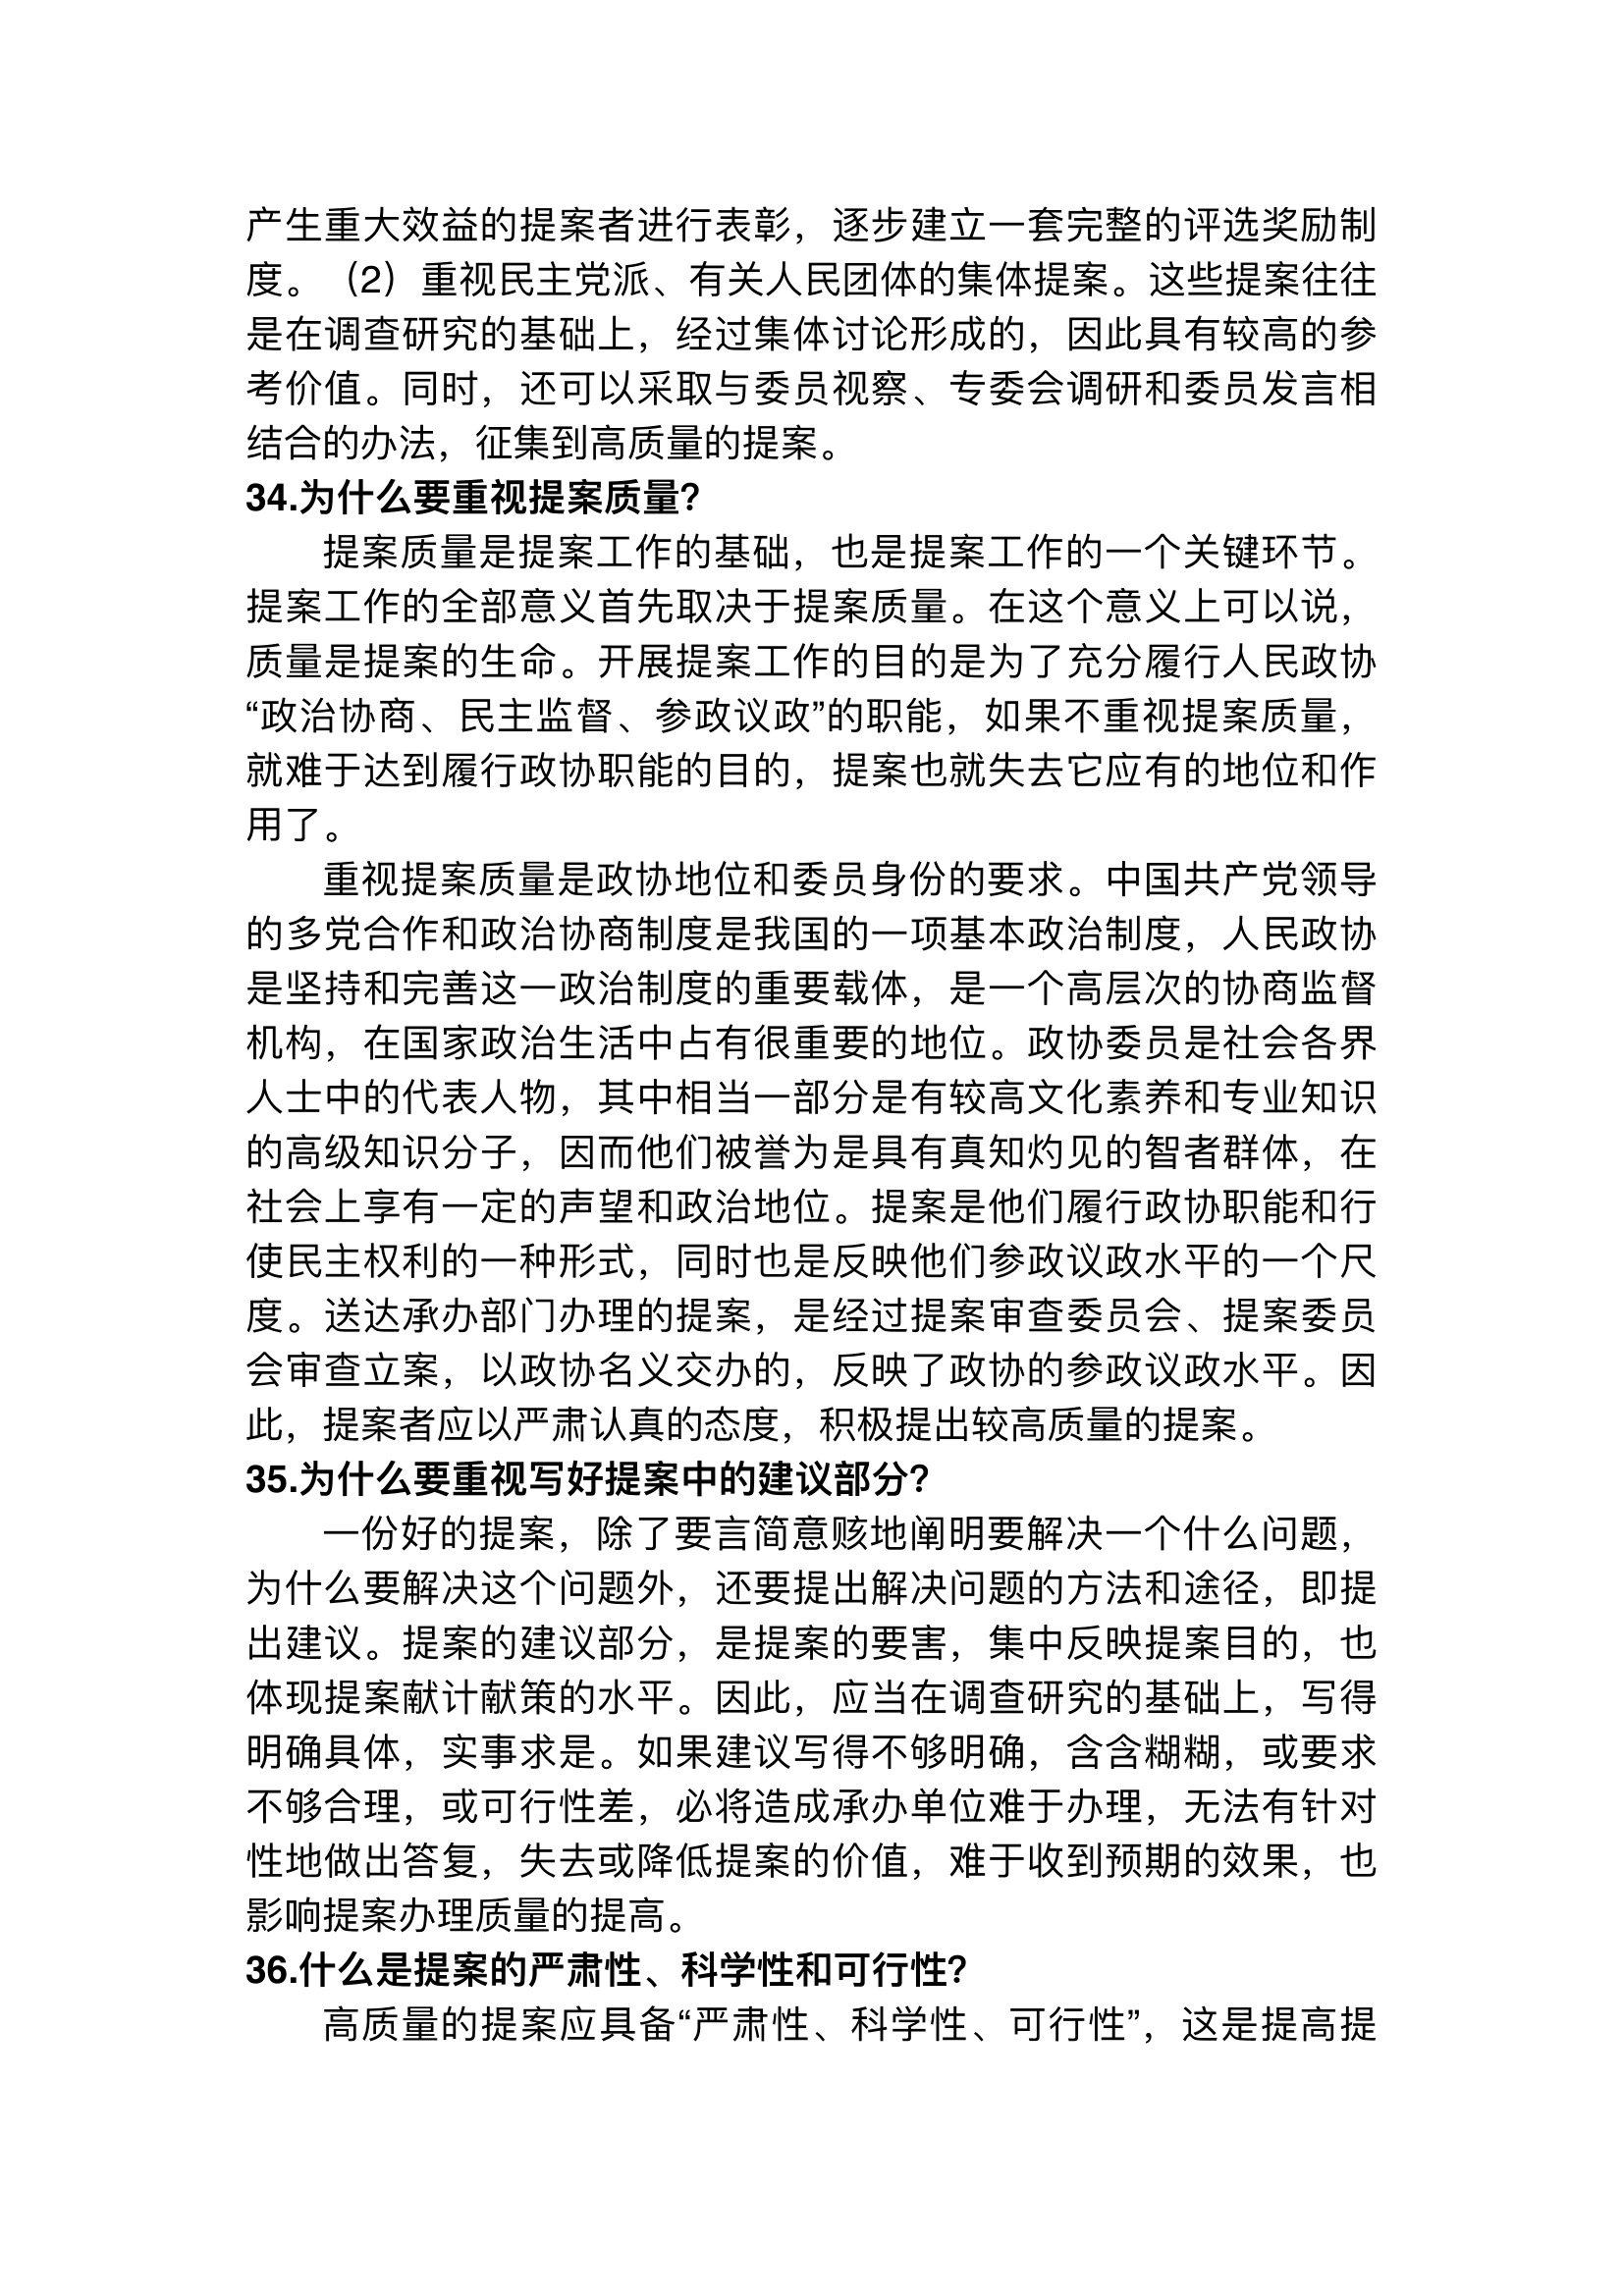 产生重大效益的提案者进行表彰，逐步建立一套完整的评选奖励制
度。（2）重视民主党派、有关人民团体的集体提案。这些提案往往
是在调查研究的基础上，经过集体讨论形成的，因此具有较高的参
考价值。同时，还可以采取与委员视察、专委会调研和委员发言相
结合的办法，征集到高质量的提案。
34.为什么要重视提案质量?
提案质量是提案工作的基础，也是提案工作的一个关键环节。
提案工作的全部意义首先取决于提案质量。在这个意义上可以说，
质量是提案的生命。开展提案工作的目的是为了充分履行人民政协
“政治协商、民主监督、参政议政”的职能，如果不重视提案质量，
就难于达到履行政协职能的目的，提案也就失去它应有的地位和作
用了。
重视提案质量是政协地位和委员身份的要求。中国共产党领导
的多党合作和政治协商制度是我国的一项基本政治制度，人民政协
是坚持和完善这一政治制度的重要载体，是一个高层次的协商监督
机构，在国家政治生活中占有很重要的地位。政协委员是社会各界
人士中的代表人物，其中相当一部分是有较高文化素养和专业知识
的高级知识分子，因而他们被誉为是具有真知灼见的智者群体，在
社会上享有一定的声望和政治地位。提案是他们履行政协职能和行
使民主权利的一种形式，同时也是反映他们参政议政水平的一个尺
度。送达承办部门办理的提案，是经过提案审查委员会、提案委员
会审查立案，以政协名义交办的，反映了政协的参政议政水平。因
此，提案者应以严肃认真的态度，积极提出较高质量的提案。
35.为什么要重视写好提案中的建议部分?
一份好的提案，除了要言简意赅地阐明要解决一个什么问题，
为什么要解决这个问题外，还要提出解决问题的方法和途径，即提
出建议。提案的建议部分，是提案的要害，集中反映提案目的，也
体现提案献计献策的水平。因此，应当在调查研究的基础上，写得
明确具体，实事求是。如果建议写得不够明确，含含糊糊，或要求
不够合理，或可行性差，必将造成承办单位难于办理，无法有针对
性地做出答复，失去或降低提案的价值，难于收到预期的效果，也
影响提案办理质量的提高。
36.什么是提案的严肃性、科学性和可行性?
高质量的提案应具备“严肃性、科学性、可行性”，这是提高提